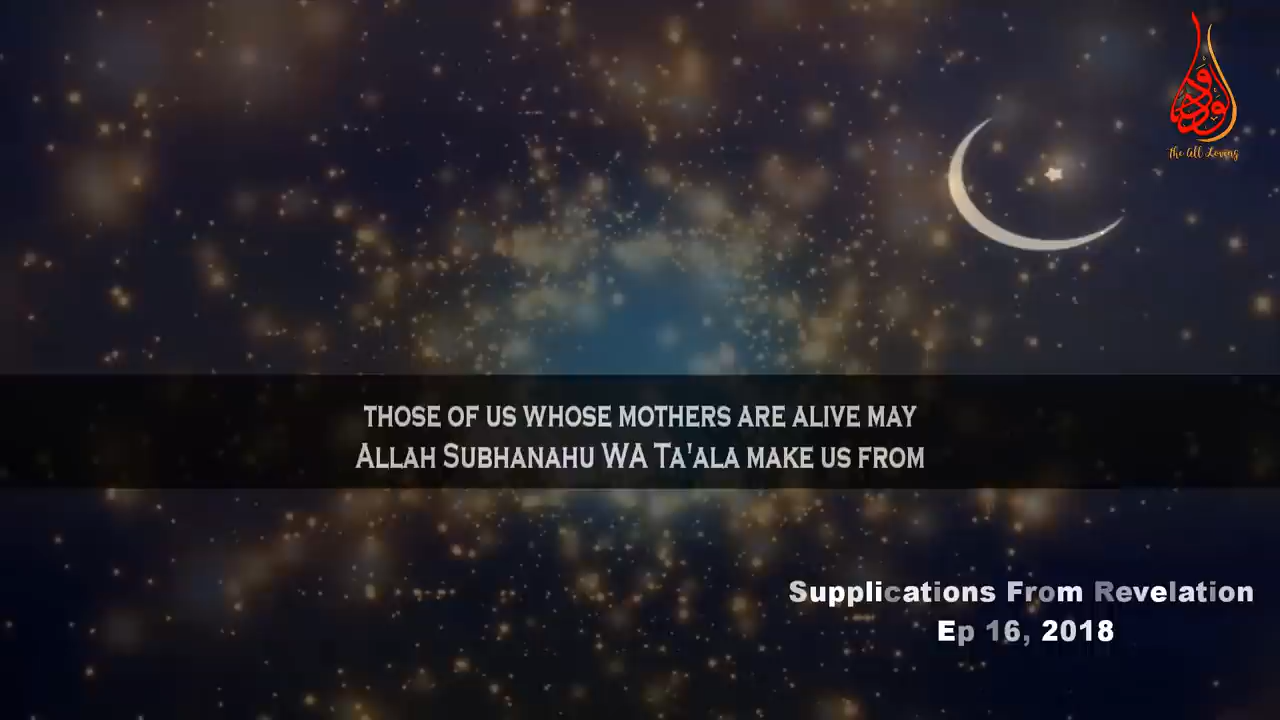 الودود
The All Loving
THOSE OF US WHOSE MOTHERS ARE ALIVE MAY
ALLAH SUBHANAHU WA TA'ALA MAKE US FROM
Supplications From Revelation
Ep 16, 2018